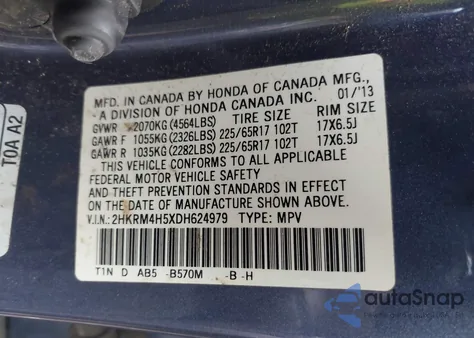 MFD. IN CANADA BY HONDA OF CANADA MFG.,
A DIVISION OF HONDA CANADA INC. 01/'13
GVWR 2070KG (4564LBS) TIRE SIZE RIM SIZE
GAWR F 1055KG (2326LBS) 225/65R17 102T 17X6.5J
GAWR R 1035KG (2282LBS) 225/65R17 102T 17X6.5J
THIS VEHICLE CONFORMS TO ALL APPLICABLE
FEDERAL MOTOR VEHICLE SAFETY
AND THEFT PREVENTION STANDARDS IN EFFECT
ON THE DATE OF MANUFACTURE SHOWN ABOVE.
V.I.N.: 2HKRM4H5XDH624979 TYPE: MPV
T1N D AB5 -B570M -B -H
T0A A2
autoSnap